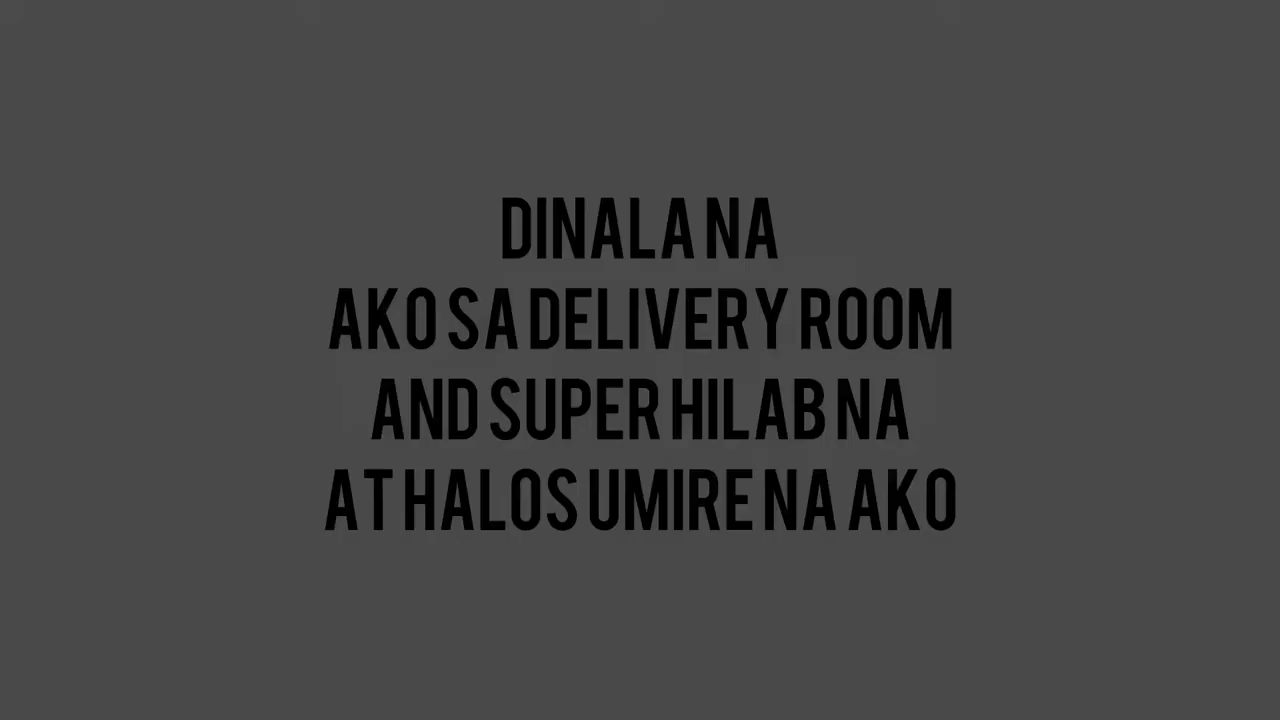 DINALA NA
AKO SA DELIVERY ROOM
AND SUPER HILAB NA
AT HALOS UMIRE NA AKO